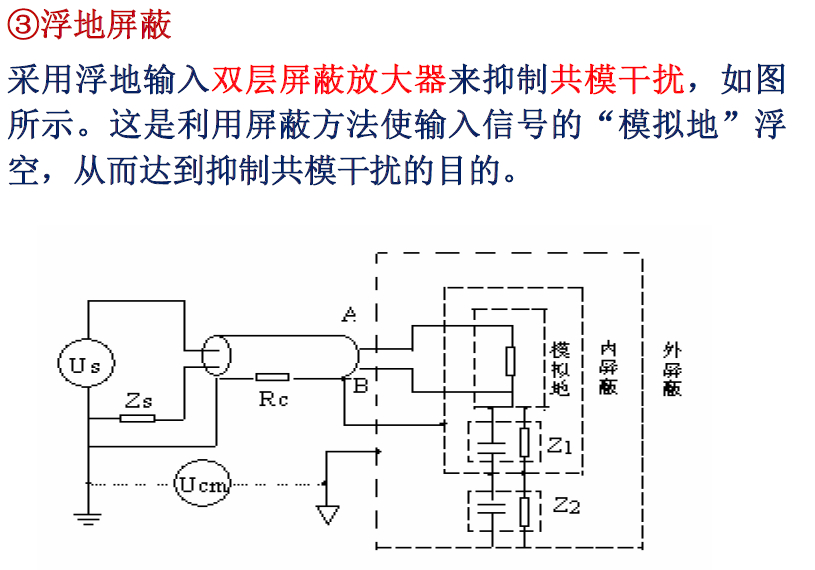 ③浮地屏蔽
采用浮地输入双层屏蔽放大器来抑制共模干扰，如图
所示。这是利用屏蔽方法使输入信号的“模拟地”浮
空，从而达到抑制共模干扰的目的。
A
模拟地
内屏蔽
外屏蔽
Us
B
Zs
Rc
Z1
Ucm
Z2